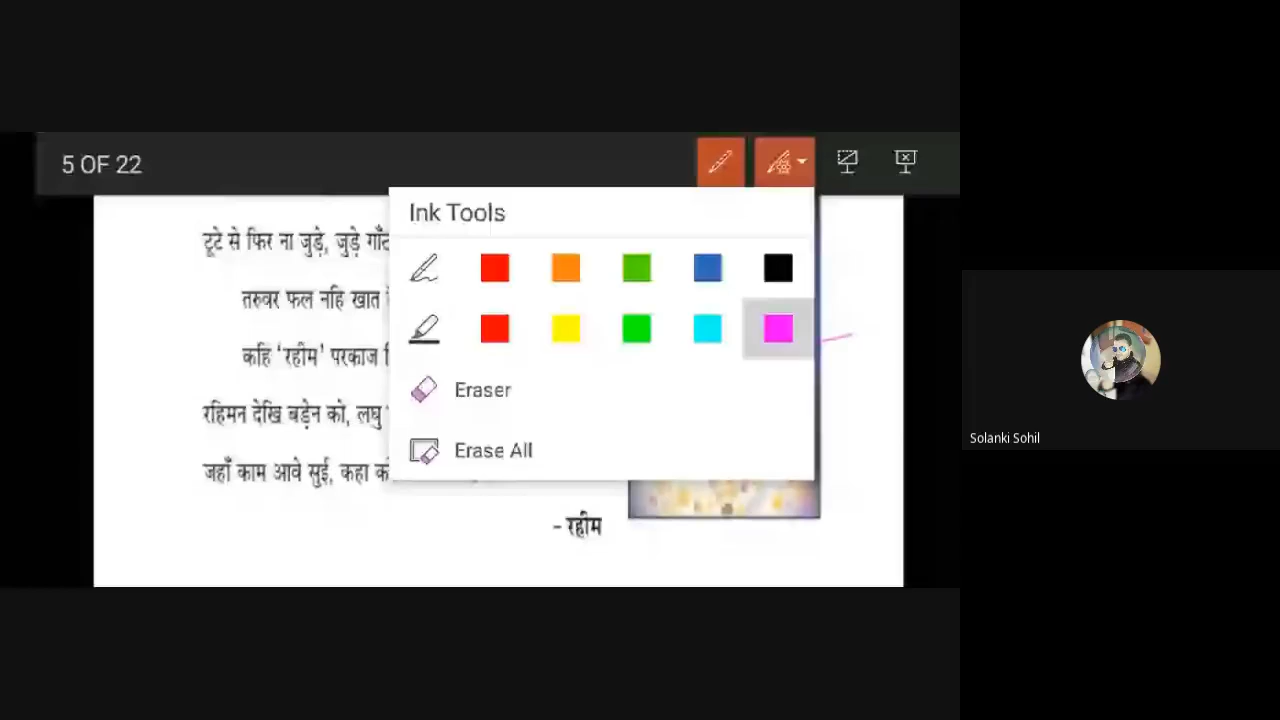 5 OF 22
Ink Tools
टूटे से फिर ना जुड़े, जुड़े गाँठ
तरुवर फल नहि खात
कहि 'रहीम' परकाज
Eraser
रहिमन देखि बड़ेन को, लघु
Erase All
जहाँ काम आवे सुई, कहा
- रहीम
Solanki Sohil